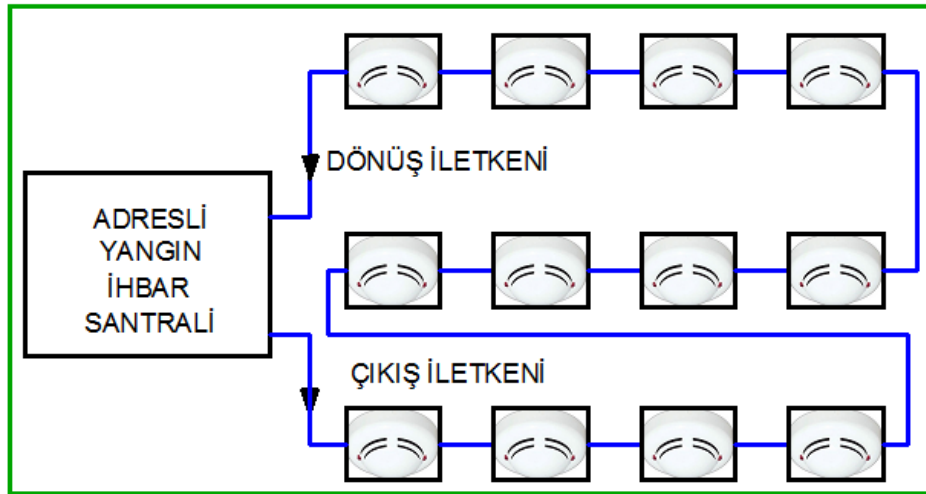 DÖNÜŞ İLETKENİ
ADRESLİ
YANGIN
İHBAR
SANTRALİ
ÇIKIŞ İLETKENİ